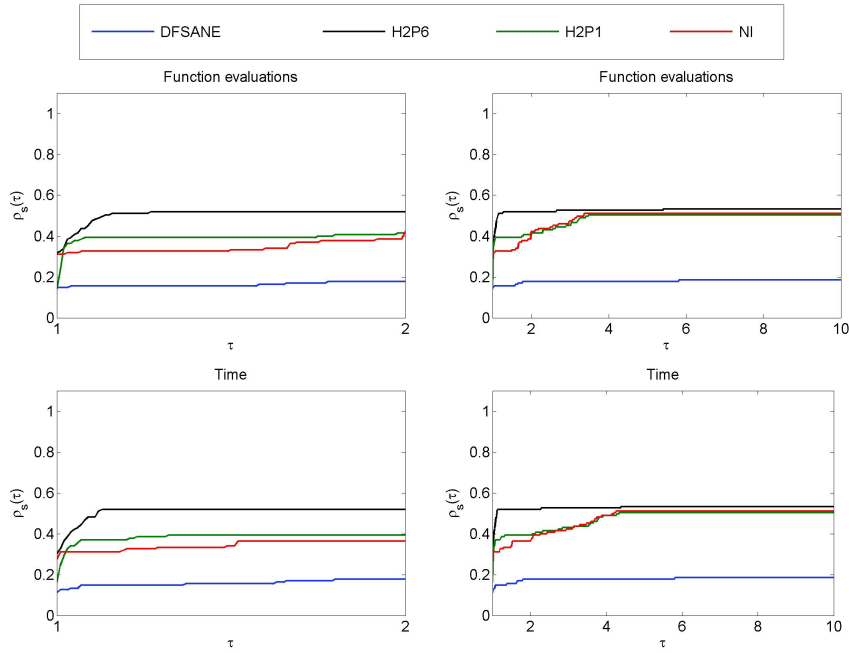 DFSANE H2P6 H2P1 NI
Function evaluations
1
0.8
0.6
0.4
0.2
0
ρs(τ)
1 2
τ
Function evaluations
1
0.8
0.6
0.4
0.2
0
ρs(τ)
2 4 6 8 10
τ
Time
1
0.8
0.6
0.4
0.2
0
ρs(τ)
1 2
τ
Time
1
0.8
0.6
0.4
0.2
0
ρs(τ)
2 4 6 8 10
τ